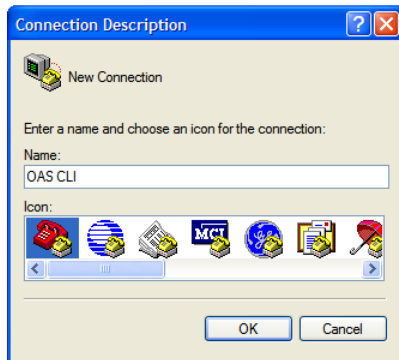 Connection Description
New Connection
Enter a name and choose an icon for the connection:
Name:
OAS CLI
Icon:
MCI
OK Cancel